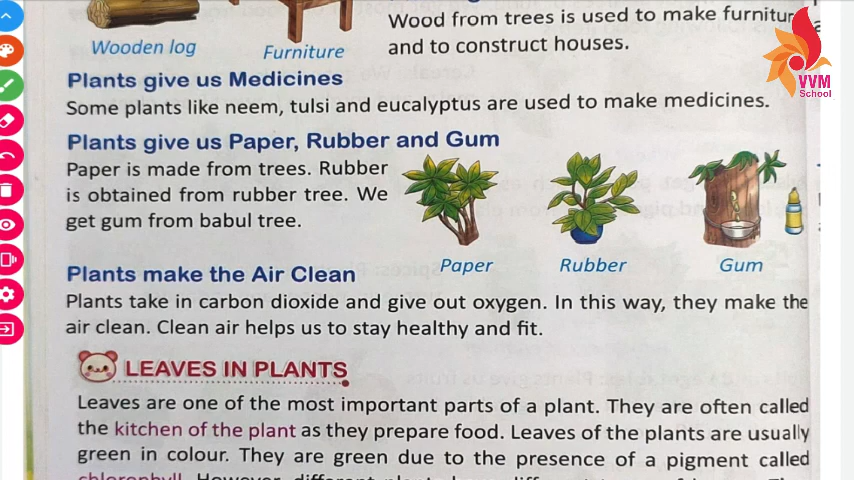 Wood from trees is used to make furnitur
and to construct houses.
Wooden log
Furniture
VVM
School
Plants give us Medicines
Some plants like neem, tulsi and eucalyptus are used to make medicines.
Plants give us Paper, Rubber and Gum
Paper is made from trees. Rubber
is obtained from rubber tree. We
get gum from babul tree.
Paper
Rubber
Gum
Plants make the Air Clean
Plants take in carbon dioxide and give out oxygen. In this way, they make the
air clean. Clean air helps us to stay healthy and fit.
LEAVES IN PLANTS
Leaves are one of the most important parts of a plant. They are often called
the kitchen of the plant as they prepare food. Leaves of the plants are usually
green in colour. They are green due to the presence of a pigment called
chlorophyll. However, different plants have different